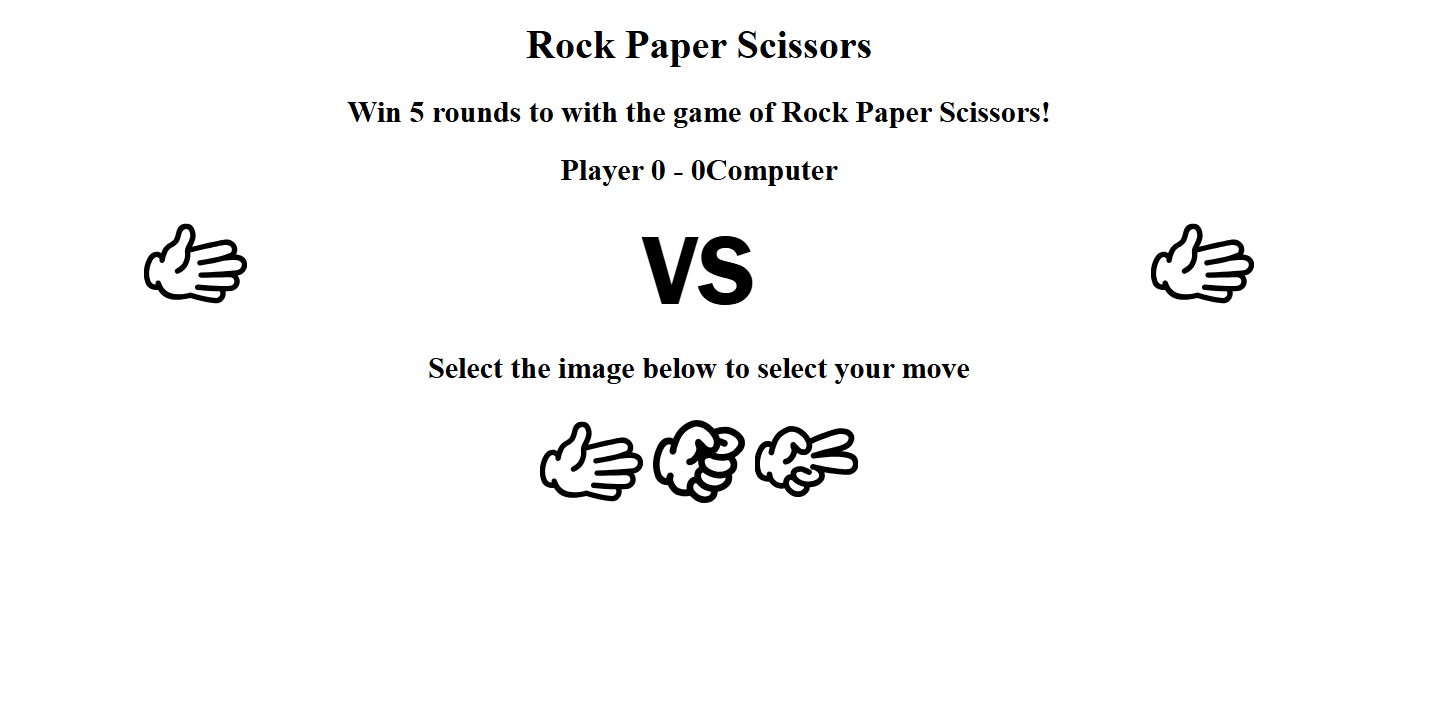 Rock Paper Scissors
Win 5 rounds to with the game of Rock Paper Scissors!
Player 0 - 0Computer
VS
Select the image below to select your move